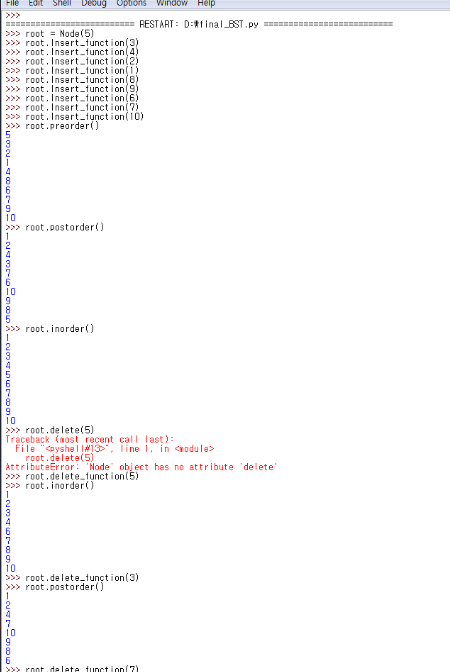 File Edit Shell Debug Options Window Help
>>>
========================== RESTART: D:\final_BST.py ==========================
>>> root = Node(5)
>>> root.Insert_function(3)
>>> root.Insert_function(4)
>>> root.Insert_function(2)
>>> root.Insert_function(1)
>>> root.Insert_function(8)
>>> root.Insert_function(9)
>>> root.Insert_function(6)
>>> root.Insert_function(7)
>>> root.Insert_function(10)
>>> root.preorder()
5
3
2
1
4
8
6
7
9
10
>>> root.postorder()
1
2
4
3
7
6
10
9
8
5
>>> root.inorder()
1
2
3
4
5
6
7
8
9
10
>>> root.delete(5)
Traceback (most recent call last):
  File "<pyshell#13>", line 1, in <module>
    root.delete(5)
AttributeError: 'Node' object has no attribute 'delete'
>>> root.delete_function(5)
>>> root.inorder()
1
2
3
4
6
7
8
9
10
>>> root.delete_function(3)
>>> root.postorder()
1
2
4
7
10
9
8
6
>>> root.delete_function(7)